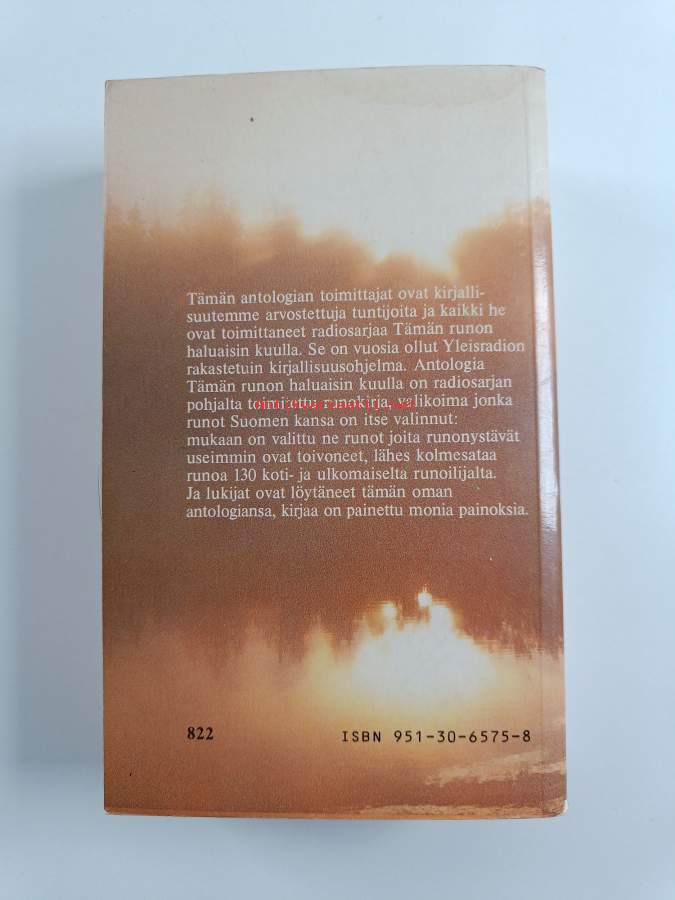 Tämän antologian toimittajat ovat kirjalli-
suutemme arvostettuja tuntijoita ja kaikki he
ovat toimittaneet radiosarjaa Tämän runon
haluaisin kuulla. Se on vuosia ollut Yleisradion
rakastetuin kirjallisuusohjelma. Antologia
Tämän runon haluaisin kuulla on radiosarjan
pohjalta toimitettu runokirja, valikoima jonka
runot Suomen kansa on itse valinnut:
mukaan on valittu ne runot joita runonystävät
useimmin ovat toivoneet, lähes kolmesataa
runoa 130 koti- ja ulkomaiselta runoilijalta.
Ja lukijat ovat löytäneet tämän oman
antologiansa, kirjaa on painettu monia painoksia.
822
ISBN 951-30-6575-8